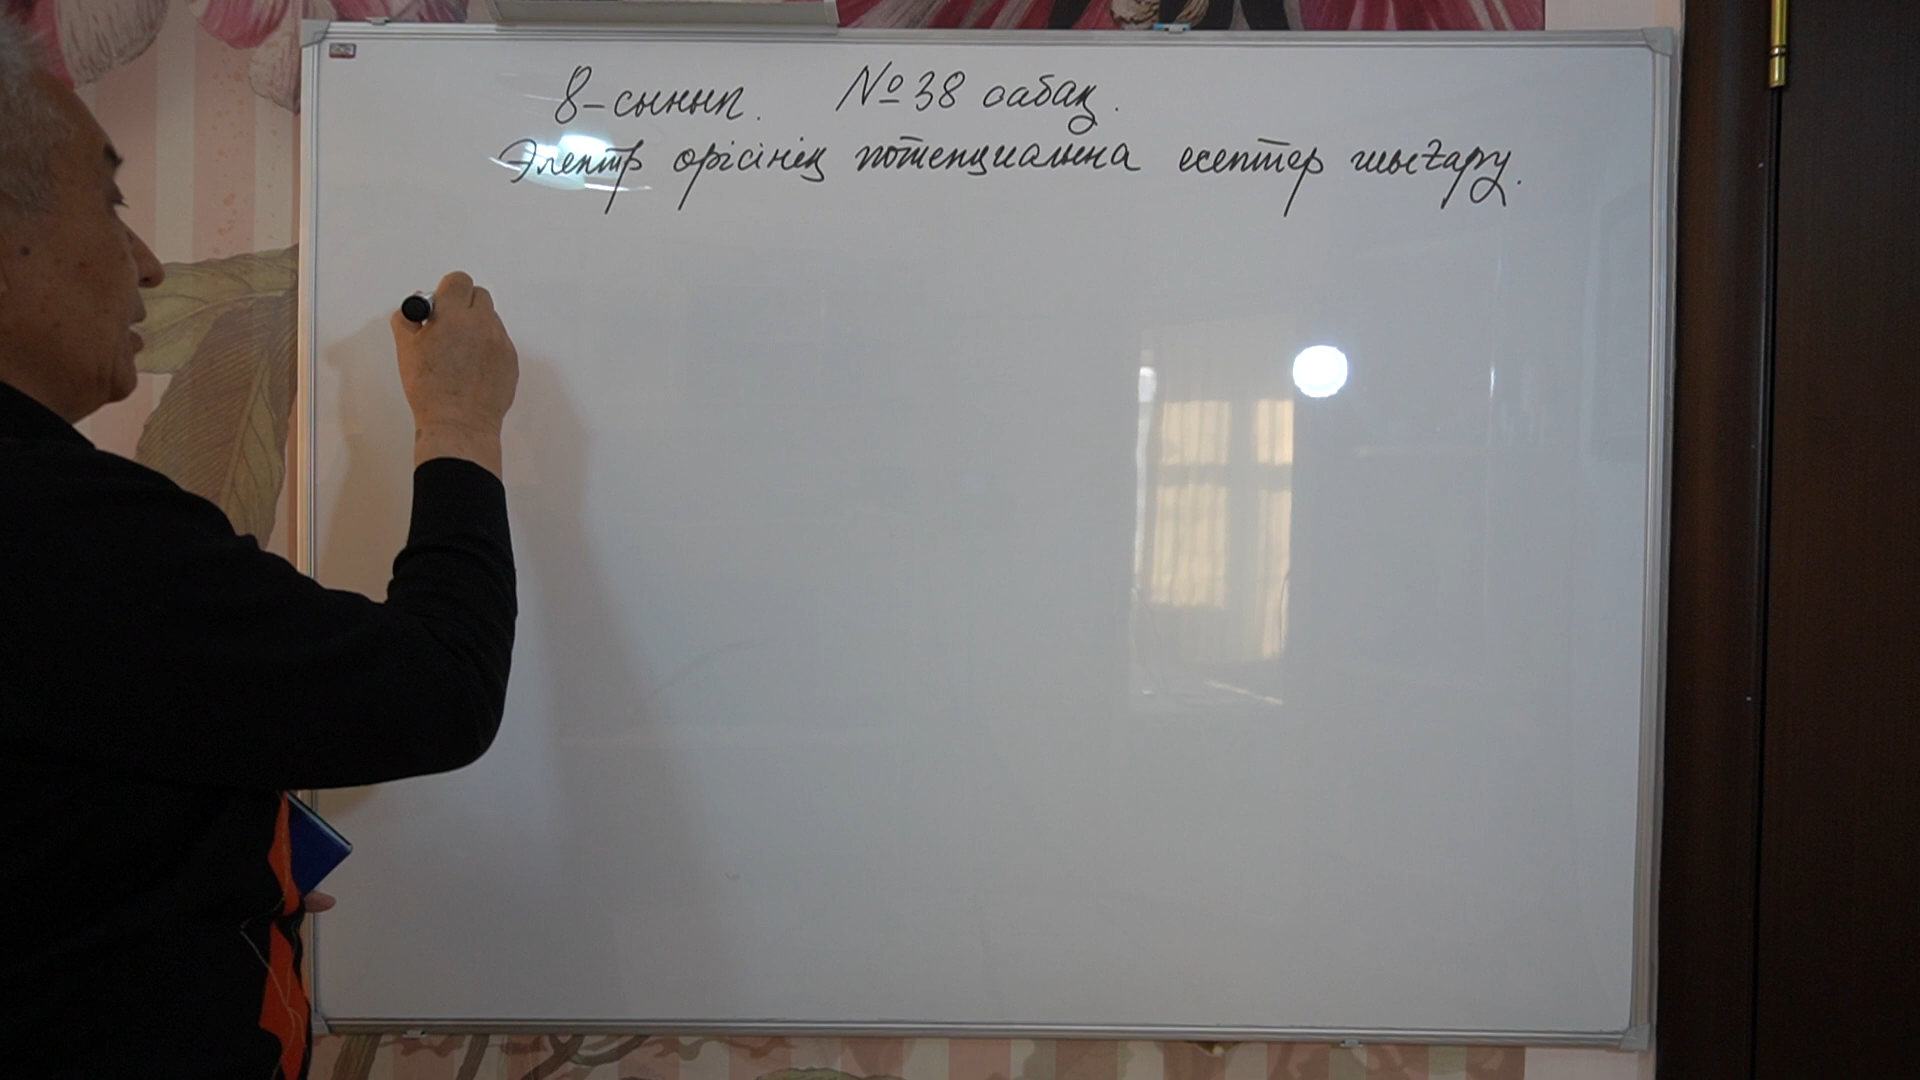 8-сынып. №38 сабақ.
Электр өрісінің потенциалына есептер шығару.